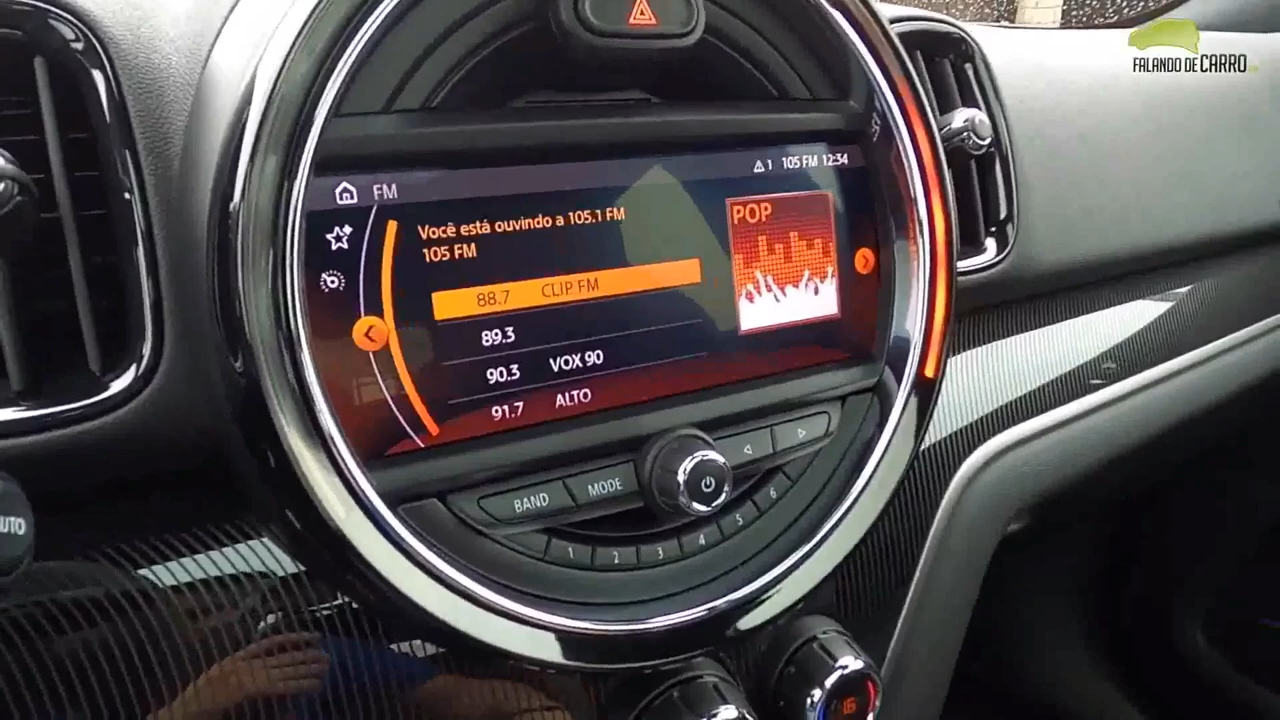 FALANDO DE CARRO
1 105 FM 12:34
FM
Você está ouvindo a 105.1 FM
105 FM
POP
88.7 CLIP FM
89.3
90.3 VOX 90
91.7 ALTO
BAND
MODE
1 2 3 4 5 6
AUTO
16